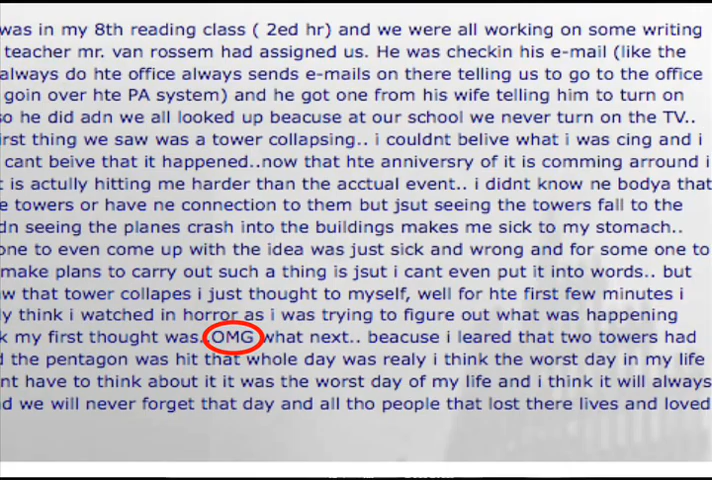 was in my 8th reading class ( 2ed hr) and we were all working on some writing
teacher mr. van rossem had assigned us. He was checkin his e-mail (like the
always do hte office always sends e-mails on there telling us to go to the office
goin over hte PA system) and he got one from his wife telling him to turn on
so he did adn we all looked up beacuse at our school we never turn on the TV..
irst thing we saw was a tower collapsing.. i couldnt belive what i was cing and i
cant beive that it happened..now that hte anniversry of it is comming arround i
t is actully hitting me harder than the acctual event.. i didnt know ne bodya that
e towers or have ne connection to them but jsut seeing the towers fall to the
dn seeing the planes crash into the buildings makes me sick to my stomach..
one to even come up with the idea was just sick and wrong and for some one to
make plans to carry out such a thing is jsut i cant even put it into words.. but
w that tower collapes i just thought to myself, well for hte first few minutes i
ly think i watched in horror as i was trying to figure out what was happening
k my first thought was..OMG what next.. beacuse i leared that two towers had
d the pentagon was hit that whole day was realy i think the worst day in my life
nt have to think about it it was the worst day of my life and i think it will always
d we will never forget that day and all tho people that lost there lives and loved